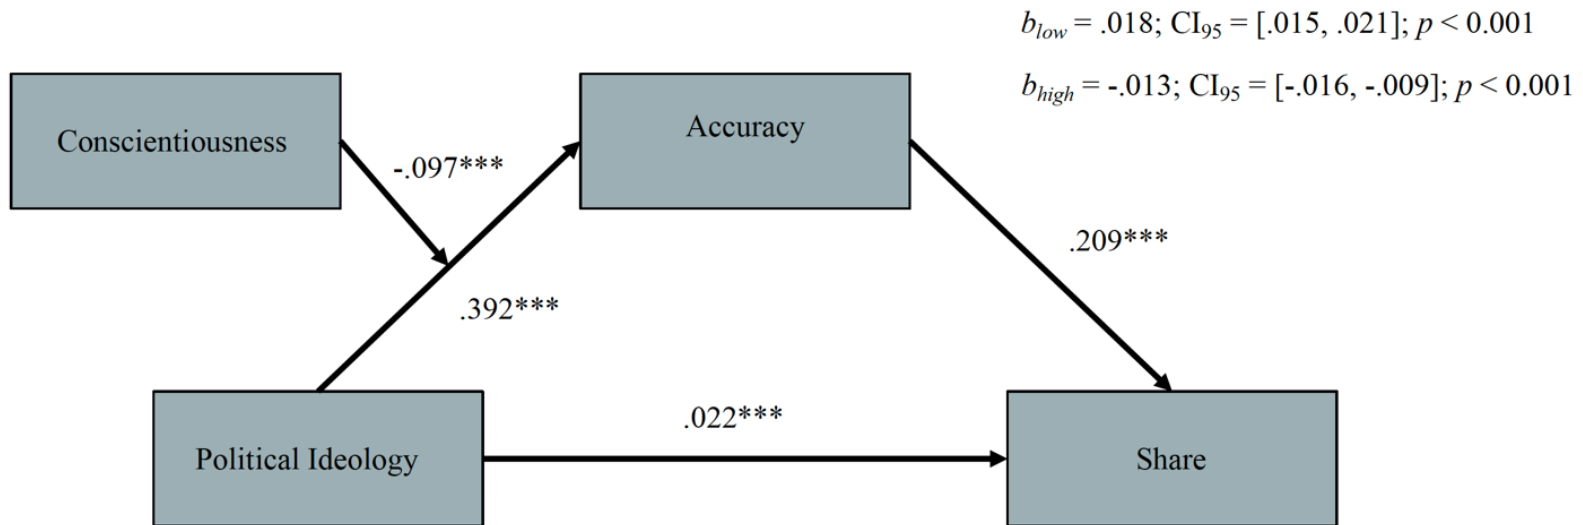 b_low = .018; CI₉₅ = [.015, .021]; p < 0.001
b_high = -.013; CI₉₅ = [-.016, -.009]; p < 0.001
Conscientiousness
Accuracy
-.097***
.209***
.392***
.022***
Political Ideology
Share